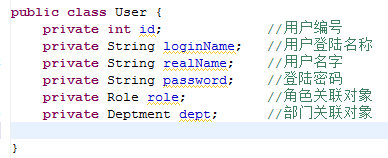 public class User {
private int id; //用户编号
private String loginName; //用户登陆名称
private String realName; //用户名字
private String password; //登陆密码
private Role role; //角色关联对象
private Deptment dept; //部门关联对象
}